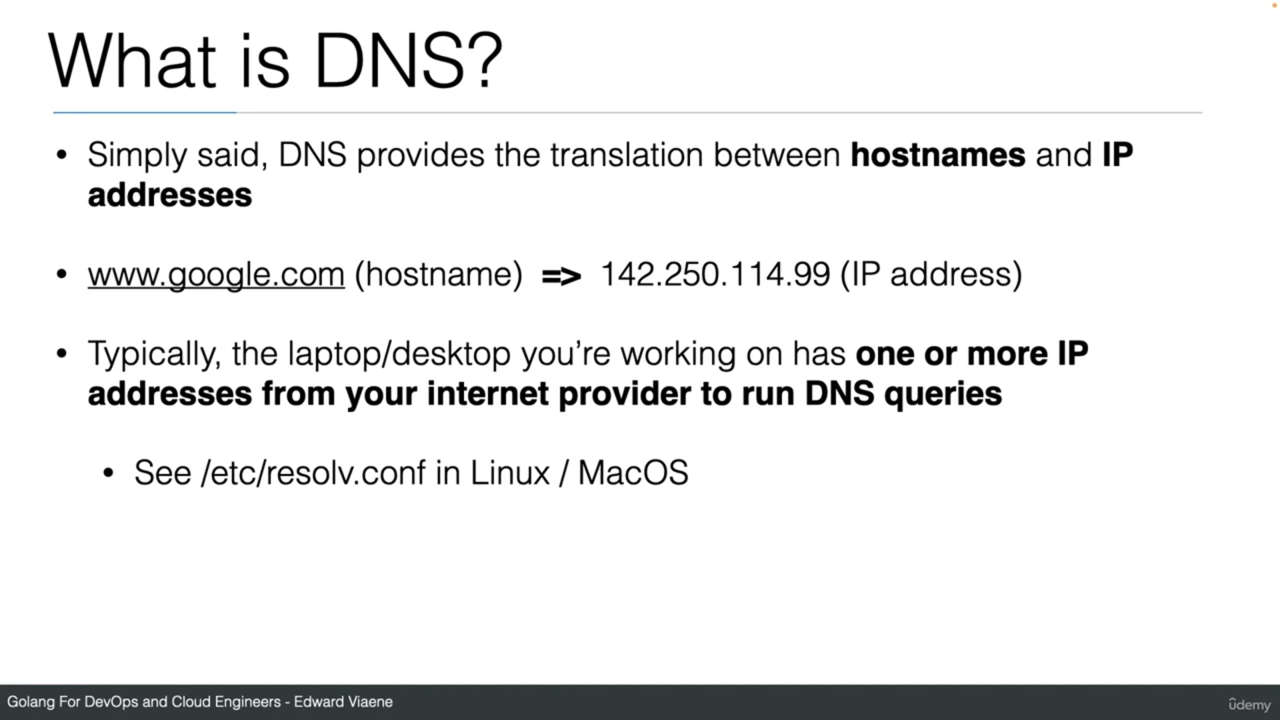 What is DNS?
• Simply said, DNS provides the translation between hostnames and IP
addresses
• www.google.com (hostname) => 142.250.114.99 (IP address)
• Typically, the laptop/desktop you’re working on has one or more IP
addresses from your internet provider to run DNS queries
• See /etc/resolv.conf in Linux / MacOS
Golang For DevOps and Cloud Engineers - Edward Viaene
ûdemy